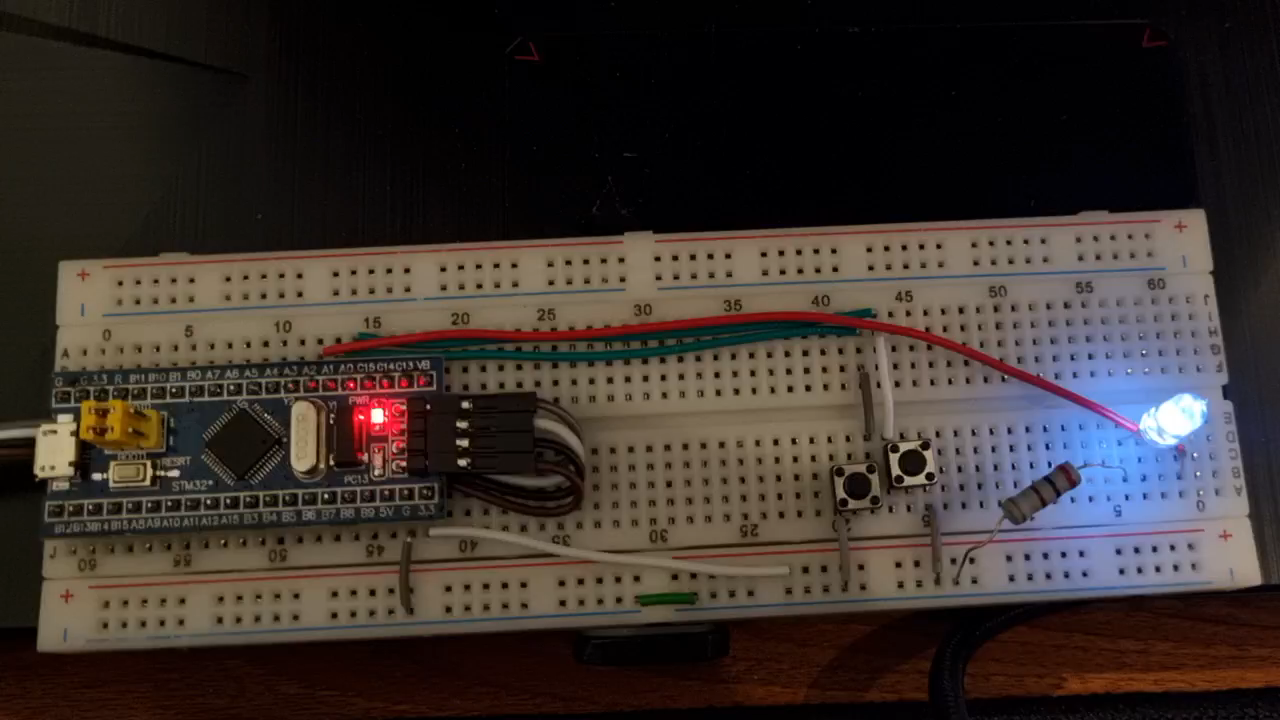 + +
0 5 10 15 20 25 30 35 40 45 50 55 60
J I H G F
A
G G 3.3 R B11 B10 B1 B0 A7 A6 A5 A4 A3 A2 A1 A0 C15 C14 C13 VB
PWR
Y2
BOOT1
RESRT
STM32
PC13
B12 B13 B14 B15 A8 A9 A10 A11 A12 A15 B3 B4 B5 B6 B7 B8 B9 5V G 3.3
E D C B A
J 60 55 50 45 40 35 30 25 5 0
+ +